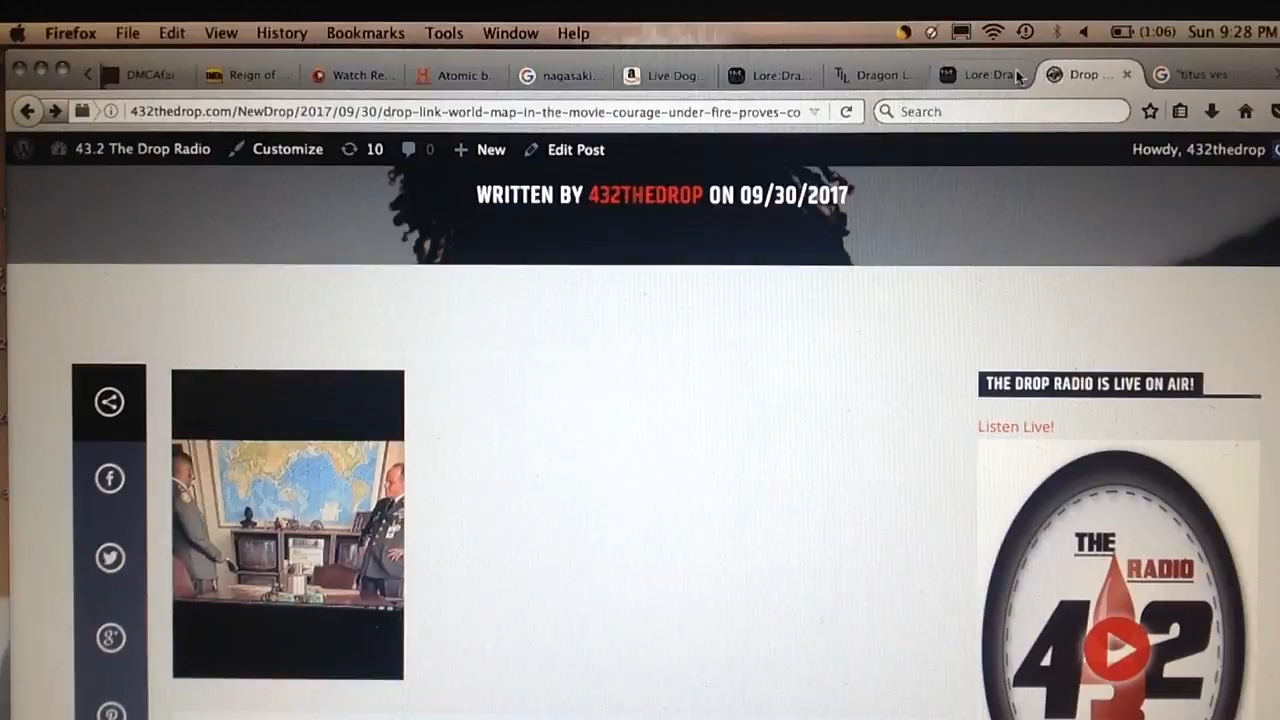 Firefox File Edit View History Bookmarks Tools Window Help (1:06) Sun 9:28 PM
DMCAfai Reign of ... Watch Re... Atomic b... nagasaki... Live Dog... Lore:Dra... Dragon L... Lore:Dra Drop ... "titus ves...
432thedrop.com/NewDrop/2017/09/30/drop-link-world-map-in-the-movie-courage-under-fire-proves-co Search
43.2 The Drop Radio Customize 10 0 New Edit Post Howdy, 432thedrop
WRITTEN BY 432THEDROP ON 09/30/2017
THE DROP RADIO IS LIVE ON AIR!
Listen Live!
THE
RADIO
432